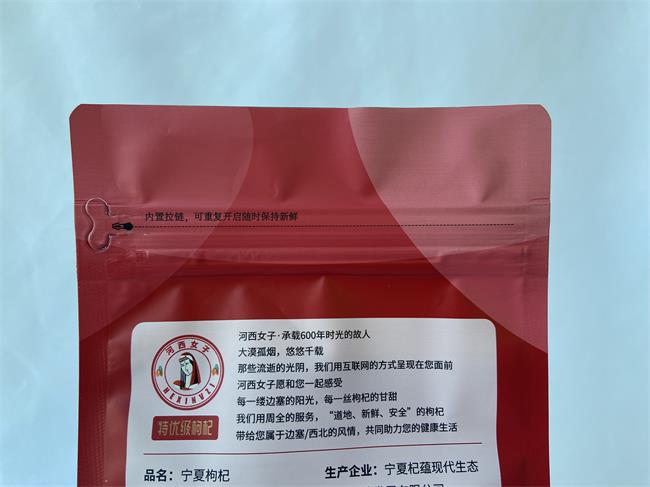 内置拉链，可重复开启随时保持新鲜
河西女子·承载600年时光的故人
大漠孤烟，悠悠千载
那些流逝的光阴，我们用互联网的方式呈现在您面前
河西女子愿和您一起感受
每一缕边塞的阳光，每一丝枸杞的甘甜
我们用周全的服务，“道地、新鲜、安全”的枸杞
带给您属于边塞/西北的风情，共同助力您的健康生活
河西女子
HEXINVZI
特优级枸杞
品名：宁夏枸杞
生产企业：宁夏杞蕴现代生态